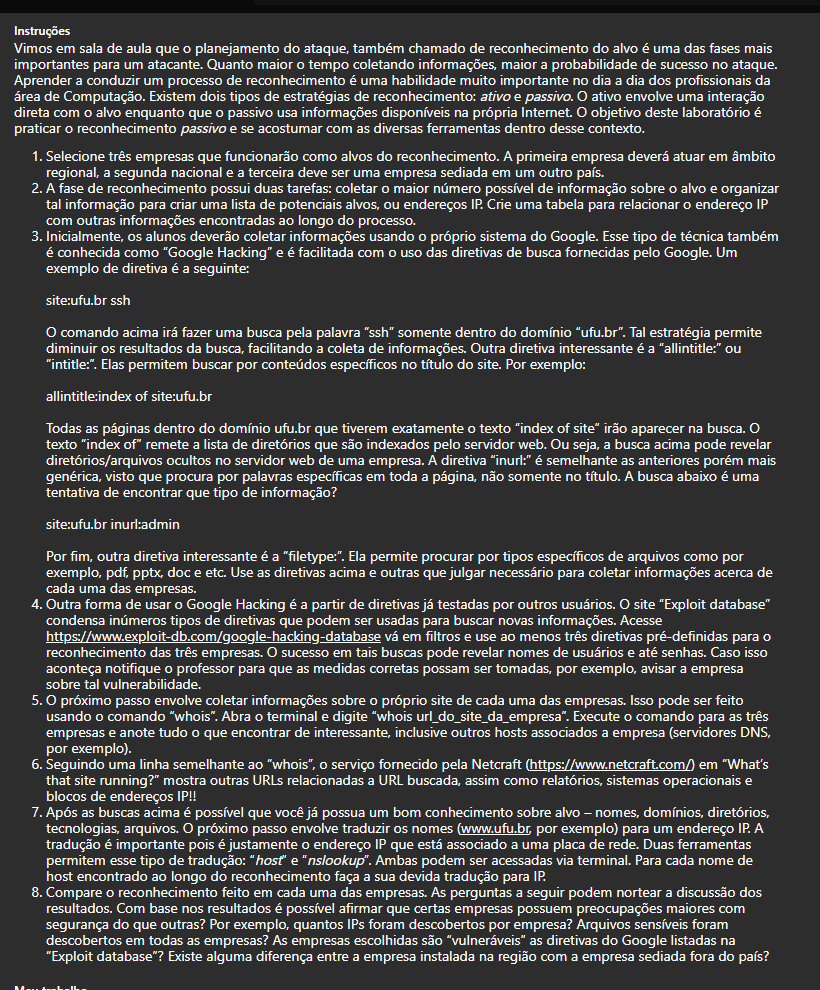 Instruções
Vimos em sala de aula que o planejamento do ataque, também chamado de reconhecimento do alvo é uma das fases mais
importantes para um atacante. Quanto maior o tempo coletando informações, maior a probabilidade de sucesso no ataque.
Aprender a conduzir um processo de reconhecimento é uma habilidade muito importante no dia a dia dos profissionais da
área de Computação. Existem dois tipos de estratégias de reconhecimento: ativo e passivo. O ativo envolve uma interação
direta com o alvo enquanto que o passivo usa informações disponíveis na própria Internet. O objetivo deste laboratório é
praticar o reconhecimento passivo e se acostumar com as diversas ferramentas dentro desse contexto.
1. Selecione três empresas que funcionarão como alvos do reconhecimento. A primeira empresa deverá atuar em âmbito
regional, a segunda nacional e a terceira deve ser uma empresa sediada em um outro país.
2. A fase de reconhecimento possui duas tarefas: coletar o maior número possível de informação sobre o alvo e organizar
tal informação para criar uma lista de potenciais alvos, ou endereços IP. Crie uma tabela para relacionar o endereço IP
com outras informações encontradas ao longo do processo.
3. Inicialmente, os alunos deverão coletar informações usando o próprio sistema do Google. Esse tipo de técnica também
é conhecida como “Google Hacking” e é facilitada com o uso das diretivas de busca fornecidas pelo Google. Um
exemplo de diretiva é a seguinte:
site:ufu.br ssh
O comando acima irá fazer uma busca pela palavra “ssh” somente dentro do domínio “ufu.br”. Tal estratégia permite
diminuir os resultados da busca, facilitando a coleta de informações. Outra diretiva interessante é a “allintitle:” ou
“intitle:”. Elas permitem buscar por conteúdos específicos no título do site. Por exemplo:
allintitle:index of site:ufu.br
Todas as páginas dentro do domínio ufu.br que tiverem exatamente o texto “index of site” irão aparecer na busca. O
texto “index of” remete a lista de diretórios que são indexados pelo servidor web. Ou seja, a busca acima pode revelar
diretórios/arquivos ocultos no servidor web de uma empresa. A diretiva “inurl:” é semelhante as anteriores porém mais
genérica, visto que procura por palavras específicas em toda a página, não somente no título. A busca abaixo é uma
tentativa de encontrar que tipo de informação?
site:ufu.br inurl:admin
Por fim, outra diretiva interessante é a “filetype:”. Ela permite procurar por tipos específicos de arquivos como por
exemplo, pdf, pptx, doc e etc. Use as diretivas acima e outras que julgar necessário para coletar informações acerca de
cada uma das empresas.
4. Outra forma de usar o Google Hacking é a partir de diretivas já testadas por outros usuários. O site “Exploit database”
condensa inúmeros tipos de diretivas que podem ser usadas para buscar novas informações. Acesse
https://www.exploit-db.com/google-hacking-database vá em filtros e use ao menos três diretivas pré-definidas para o
reconhecimento das três empresas. O sucesso em tais buscas pode revelar nomes de usuários e até senhas. Caso isso
aconteça notifique o professor para que as medidas corretas possam ser tomadas, por exemplo, avisar a empresa
sobre tal vulnerabilidade.
5. O próximo passo envolve coletar informações sobre o próprio site de cada uma das empresas. Isso pode ser feito
usando o comando “whois”. Abra o terminal e digite “whois url_do_site_da_empresa”. Execute o comando para as três
empresas e anote tudo o que encontrar de interessante, inclusive outros hosts associados a empresa (servidores DNS,
por exemplo).
6. Seguindo uma linha semelhante ao “whois”, o serviço fornecido pela Netcraft (https://www.netcraft.com/) em “What’s
that site running?” mostra outras URLs relacionadas a URL buscada, assim como relatórios, sistemas operacionais e
blocos de endereços IP!!
7. Após as buscas acima é possível que você já possua um bom conhecimento sobre alvo – nomes, domínios, diretórios,
tecnologias, arquivos. O próximo passo envolve traduzir os nomes (www.ufu.br, por exemplo) para um endereço IP. A
tradução é importante pois é justamente o endereço IP que está associado a uma placa de rede. Duas ferramentas
permitem esse tipo de tradução: “host” e “nslookup”. Ambas podem ser acessadas via terminal. Para cada nome de
host encontrado ao longo do reconhecimento faça a sua devida tradução para IP.
8. Compare o reconhecimento feito em cada uma das empresas. As perguntas a seguir podem nortear a discussão dos
resultados. Com base nos resultados é possível afirmar que certas empresas possuem preocupações maiores com
segurança do que outras? Por exemplo, quantos IPs foram descobertos por empresa? Arquivos sensíveis foram
descobertos em todas as empresas? As empresas escolhidas são “vulneráveis” as diretivas do Google listadas na
“Exploit database”? Existe alguma diferença entre a empresa instalada na região com a empresa sediada fora do país?